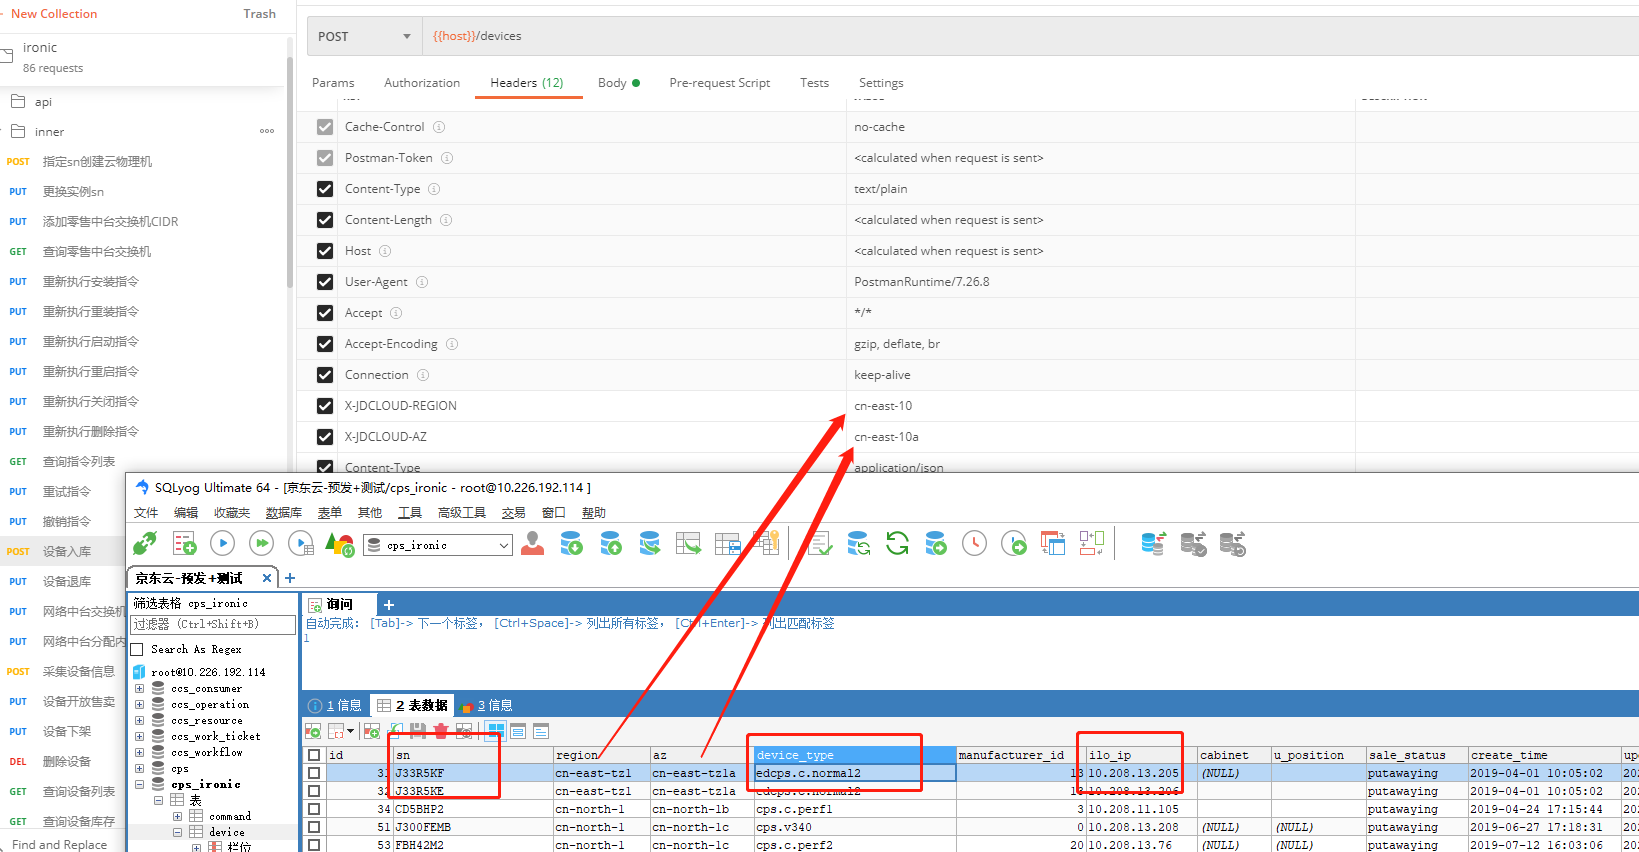 New Collection
Trash
ironic
86 requests
api
inner
POST 指定sn创建云物理机
PUT 更换实例sn
PUT 添加零售中台交换机CIDR
GET 查询零售中台交换机
PUT 重新执行安装指令
PUT 重新执行重装指令
PUT 重新执行启动指令
PUT 重新执行重启指令
PUT 重新执行关闭指令
PUT 重新执行删除指令
GET 查询指令列表
PUT 重试指令
PUT 撤销指令
POST 设备入库
PUT 设备退库
PUT 网络中台交换机
PUT 网络中台分配内
POST 采集设备信息
PUT 设备开放售卖
PUT 设备下架
DEL 删除设备
GET 查询设备列表
GET 查询设备库存
Find and Replace
POST {{host}}/devices
Params Authorization Headers (12) Body Pre-request Script Tests Settings
Cache-Control no-cache
Postman-Token <calculated when request is sent>
Content-Type text/plain
Content-Length <calculated when request is sent>
Host <calculated when request is sent>
User-Agent PostmanRuntime/7.26.8
Accept */*
Accept-Encoding gzip, deflate, br
Connection keep-alive
X-JDCLOUD-REGION cn-east-10
X-JDCLOUD-AZ cn-east-10a
Content-Type application/json
SQLyog Ultimate 64 - [京东云-预发+测试/cps_ironic - root@10.226.192.114 ]
文件 编辑 收藏夹 数据库 表单 其他 工具 高级工具 交易 窗口 帮助
cps_ironic
京东云-预发+测试 × +
筛选表格 cps_ironic
过滤器 (Ctrl+Shift+B)
Search As Regex
root@10.226.192.114
ccs_consumer
ccs_operation
ccs_resource
ccs_work_ticket
ccs_workflow
cps
cps_ironic
表
command
device
栏位
询问 +
自动完成: [Tab]-> 下一个标签, [Ctrl+Space]-> 列出所有标签, [Ctrl+Enter]-> 列出匹配标签
1
1 信息 2 表数据 3 信息
id sn region az device_type manufacturer_id ilo_ip cabinet u_position sale_status create_time
31 J33R5KF cn-east-tz1 cn-east-tz1a edcps.c.normal2 13 10.208.13.205 (NULL) putawaying 2019-04-01 10:05:02 202
32 J33R5KE cn-east-tz1 cn-east-tz1a edcps.c.normal2 13 10.208.13.206 putawaying 2019-04-01 10:05:02 202
34 CD5BHP2 cn-north-1 cn-north-1b cps.c.perf1 3 10.208.11.105 putawaying 2019-04-24 17:15:44 202
51 J300FEMB cn-north-1 cn-north-1c cps.v340 0 10.208.13.208 (NULL) (NULL) putawaying 2019-06-27 17:18:31 202
53 FBH42M2 cn-north-1 cn-north-1c cps.c.perf2 20 10.208.13.76 (NULL) (NULL) putawaying 2019-07-12 16:03:06 202